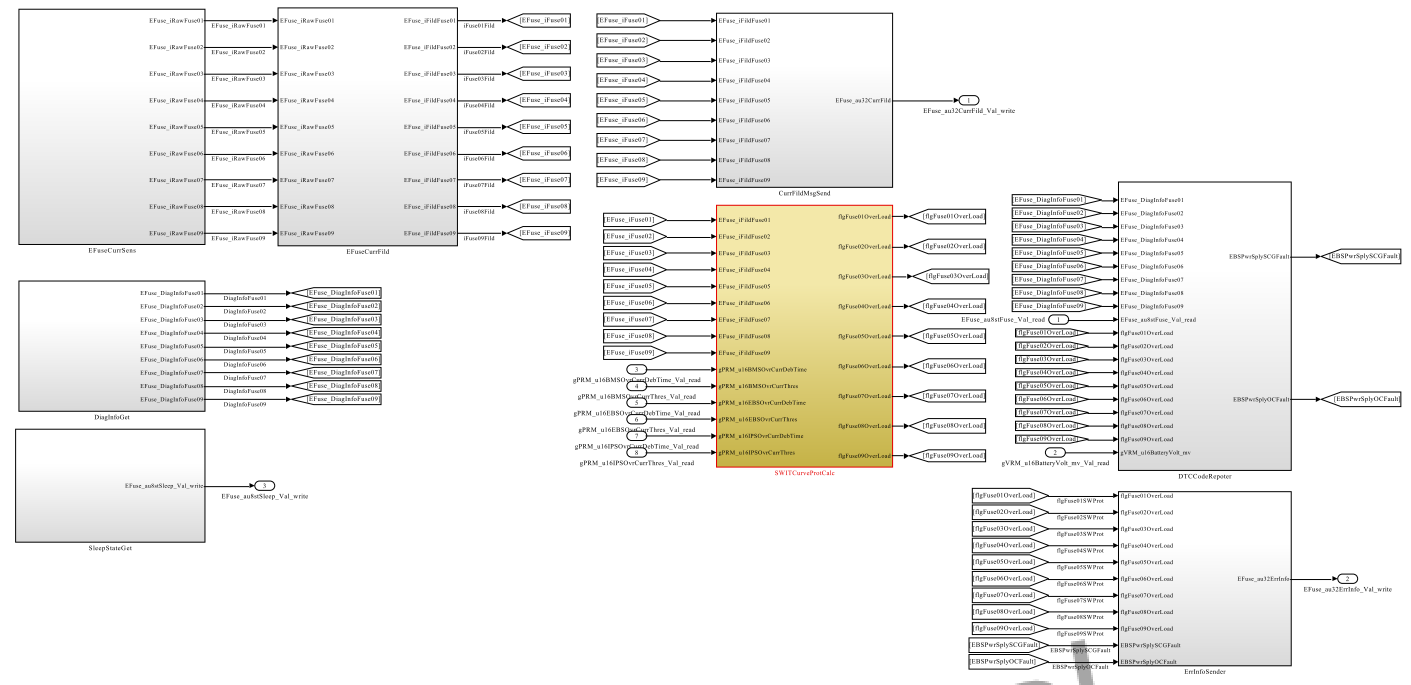 EFuse_iRawFuse01
EFuse_iRawFuse02
EFuse_iRawFuse03
EFuse_iRawFuse04
EFuse_iRawFuse05
EFuse_iRawFuse06
EFuse_iRawFuse07
EFuse_iRawFuse08
EFuse_iRawFuse09
EFuseCurrSens
EFuse_iRawFuse01
EFuse_iRawFuse02
EFuse_iRawFuse03
EFuse_iRawFuse04
EFuse_iRawFuse05
EFuse_iRawFuse06
EFuse_iRawFuse07
EFuse_iRawFuse08
EFuse_iRawFuse09
EFuse_iRawFuse01 EFuse_iFildFuse01
EFuse_iRawFuse02 EFuse_iFildFuse02
EFuse_iRawFuse03 EFuse_iFildFuse03
EFuse_iRawFuse04 EFuse_iFildFuse04
EFuse_iRawFuse05 EFuse_iFildFuse05
EFuse_iRawFuse06 EFuse_iFildFuse06
EFuse_iRawFuse07 EFuse_iFildFuse07
EFuse_iRawFuse08 EFuse_iFildFuse08
EFuse_iRawFuse09 EFuse_iFildFuse09
EFuseCurrFild
iFuse01Fild
iFuse02Fild
iFuse03Fild
iFuse04Fild
iFuse05Fild
iFuse06Fild
iFuse07Fild
iFuse08Fild
iFuse09Fild
[EFuse_iFuse01]
[EFuse_iFuse02]
[EFuse_iFuse03]
[EFuse_iFuse04]
[EFuse_iFuse05]
[EFuse_iFuse06]
[EFuse_iFuse07]
[EFuse_iFuse08]
[EFuse_iFuse09]
EFuse_DiagInfoFuse01
EFuse_DiagInfoFuse02
EFuse_DiagInfoFuse03
EFuse_DiagInfoFuse04
EFuse_DiagInfoFuse05
EFuse_DiagInfoFuse06
EFuse_DiagInfoFuse07
EFuse_DiagInfoFuse08
EFuse_DiagInfoFuse09
DiagInfoGet
DiagInfoFuse01
DiagInfoFuse02
DiagInfoFuse03
DiagInfoFuse04
DiagInfoFuse05
DiagInfoFuse06
DiagInfoFuse07
DiagInfoFuse08
DiagInfoFuse09
[EFuse_DiagInfoFuse01]
[EFuse_DiagInfoFuse02]
[EFuse_DiagInfoFuse03]
[EFuse_DiagInfoFuse04]
[EFuse_DiagInfoFuse05]
[EFuse_DiagInfoFuse06]
[EFuse_DiagInfoFuse07]
[EFuse_DiagInfoFuse08]
[EFuse_DiagInfoFuse09]
EFuse_au8stSleep_Val_write
SleepStateGet
3
EFuse_au8stSleep_Val_write
[EFuse_iFuse01]
[EFuse_iFuse02]
[EFuse_iFuse03]
[EFuse_iFuse04]
[EFuse_iFuse05]
[EFuse_iFuse06]
[EFuse_iFuse07]
[EFuse_iFuse08]
[EFuse_iFuse09]
EFuse_iFildFuse01
EFuse_iFildFuse02
EFuse_iFildFuse03
EFuse_iFildFuse04
EFuse_iFildFuse05
EFuse_iFildFuse06
EFuse_iFildFuse07
EFuse_iFildFuse08
EFuse_iFildFuse09
EFuse_au32CurrFild
CurrFildMsgSend
1
EFuse_au32CurrFild_Val_write
[EFuse_iFuse01]
[EFuse_iFuse02]
[EFuse_iFuse03]
[EFuse_iFuse04]
[EFuse_iFuse05]
[EFuse_iFuse06]
[EFuse_iFuse07]
[EFuse_iFuse08]
[EFuse_iFuse09]
3
gPRM_u16BMSOvrCurrDebTime_Val_read
4
gPRM_u16BMSOvrCurrThres_Val_read
5
gPRM_u16EBSOvrCurrDebTime_Val_read
6
gPRM_u16EBSOvrCurrThres_Val_read
7
gPRM_u16IPSOvrCurrDebTime_Val_read
8
gPRM_u16IPSOvrCurrThres_Val_read
EFuse_iFildFuse01
EFuse_iFildFuse02
EFuse_iFildFuse03
EFuse_iFildFuse04
EFuse_iFildFuse05
EFuse_iFildFuse06
EFuse_iFildFuse07
EFuse_iFildFuse08
EFuse_iFildFuse09
gPRM_u16BMSOvrCurrDebTime
gPRM_u16BMSOvrCurrThres
gPRM_u16EBSOvrCurrDebTime
gPRM_u16EBSOvrCurrThres
gPRM_u16IPSOvrCurrDebTime
gPRM_u16IPSOvrCurrThres
flgFuse01OverLoad
flgFuse02OverLoad
flgFuse03OverLoad
flgFuse04OverLoad
flgFuse05OverLoad
flgFuse06OverLoad
flgFuse07OverLoad
flgFuse08OverLoad
flgFuse09OverLoad
SWITCurveProtCalc
[flgFuse01OverLoad]
[flgFuse02OverLoad]
[flgFuse03OverLoad]
[flgFuse04OverLoad]
[flgFuse05OverLoad]
[flgFuse06OverLoad]
[flgFuse07OverLoad]
[flgFuse08OverLoad]
[flgFuse09OverLoad]
[EFuse_DiagInfoFuse01]
[EFuse_DiagInfoFuse02]
[EFuse_DiagInfoFuse03]
[EFuse_DiagInfoFuse04]
[EFuse_DiagInfoFuse05]
[EFuse_DiagInfoFuse06]
[EFuse_DiagInfoFuse07]
[EFuse_DiagInfoFuse08]
[EFuse_DiagInfoFuse09]
EFuse_au8stFuse_Val_read
1
[flgFuse01OverLoad]
[flgFuse02OverLoad]
[flgFuse03OverLoad]
[flgFuse04OverLoad]
[flgFuse05OverLoad]
[flgFuse06OverLoad]
[flgFuse07OverLoad]
[flgFuse08OverLoad]
[flgFuse09OverLoad]
2
gVRM_u16BatteryVolt_mv_Val_read
EFuse_DiagInfoFuse01
EFuse_DiagInfoFuse02
EFuse_DiagInfoFuse03
EFuse_DiagInfoFuse04
EFuse_DiagInfoFuse05
EFuse_DiagInfoFuse06
EFuse_DiagInfoFuse07
EFuse_DiagInfoFuse08
EFuse_DiagInfoFuse09
EFuse_au8stFuse_Val_read
flgFuse01OverLoad
flgFuse02OverLoad
flgFuse03OverLoad
flgFuse04OverLoad
flgFuse05OverLoad
flgFuse06OverLoad
flgFuse07OverLoad
flgFuse08OverLoad
flgFuse09OverLoad
gVRM_u16BatteryVolt_mv
EBSPwrSplySCGFault
EBSPwrSplyOCFault
DTCCodeRepoter
[EBSPwrSplySCGFault]
[EBSPwrSplyOCFault]
[flgFuse01OverLoad]
[flgFuse02OverLoad]
[flgFuse03OverLoad]
[flgFuse04OverLoad]
[flgFuse05OverLoad]
[flgFuse06OverLoad]
[flgFuse07OverLoad]
[flgFuse08OverLoad]
[flgFuse09OverLoad]
[EBSPwrSplySCGFault]
[EBSPwrSplyOCFault]
flgFuse01SWProt
flgFuse02SWProt
flgFuse03SWProt
flgFuse04SWProt
flgFuse05SWProt
flgFuse06SWProt
flgFuse07SWProt
flgFuse08SWProt
flgFuse09SWProt
EBSPwrSplySCGFault
EBSPwrSplyOCFault
flgFuse01OverLoad
flgFuse02OverLoad
flgFuse03OverLoad
flgFuse04OverLoad
flgFuse05OverLoad
flgFuse06OverLoad
flgFuse07OverLoad
flgFuse08OverLoad
flgFuse09OverLoad
EBSPwrSplySCGFault
EBSPwrSplyOCFault
EFuse_au32ErrInfo
ErrInfoSender
2
EFuse_au32ErrInfo_Val_write